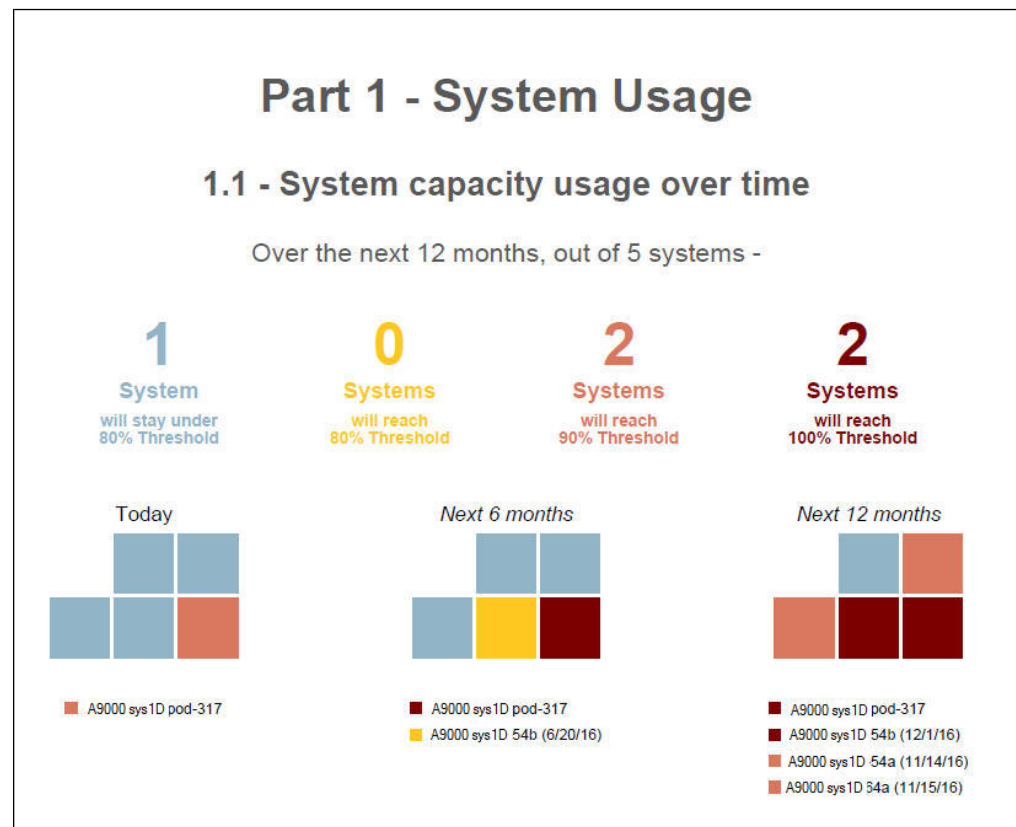 Part 1 - System Usage
1.1 - System capacity usage over time
Over the next 12 months, out of 5 systems -
1
System
will stay under
80% Threshold
0
Systems
will reach
80% Threshold
2
Systems
will reach
90% Threshold
2
Systems
will reach
100% Threshold
Today
A9000 sys1D pod-317
Next 6 months
A9000 sys1D pod-317
A9000 sys1D 54b (6/20/16)
Next 12 months
A9000 sys1D pod-317
A9000 sys1D 54b (12/1/16)
A9000 sys1D 54a (11/14/16)
A9000 sys1D 64a (11/15/16)